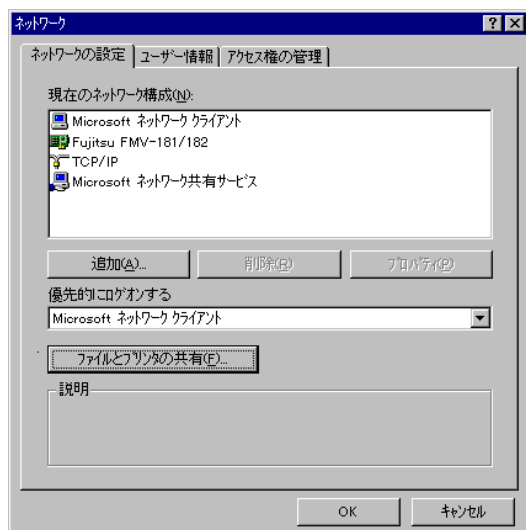 ネットワーク
ネットワークの設定 ユーザー情報 アクセス権の管理
現在のネットワーク構成(N):
Microsoft ネットワーク クライアント
Fujitsu FMV-181/182
TCP/IP
Microsoft ネットワーク共有サービス
追加(A)... 削除(R) プロパティ(P)
優先的にログオンする
Microsoft ネットワーク クライアント
ファイルとプリンタの共有(F)...
説明
OK キャンセル